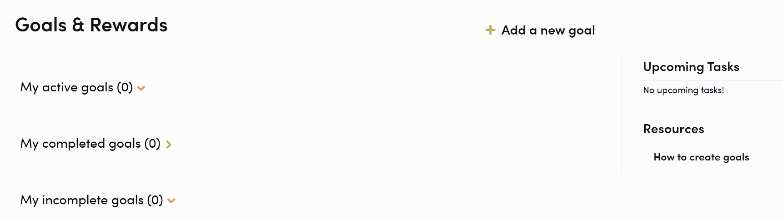 Goals & Rewards
+ Add a new goal
My active goals (0)
My completed goals (0)
My incomplete goals (0)
Upcoming Tasks
No upcoming tasks!
Resources
How to create goals